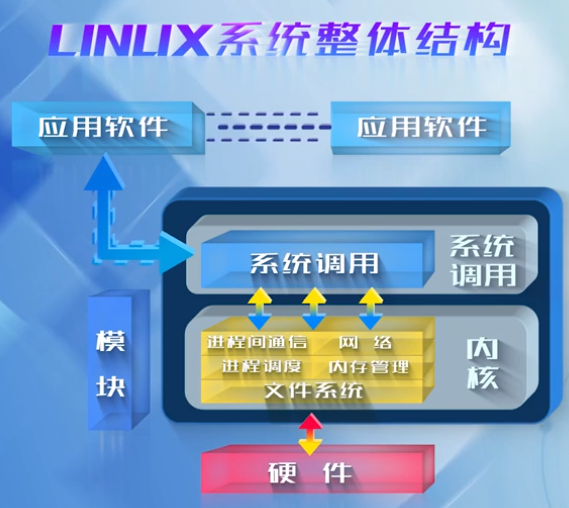 LINUX系统整体结构
应用软件
应用软件
系统调用
系统
调用
模
块
进程间通信 网络
进程调度 内存管理
文件系统
内
核
硬件